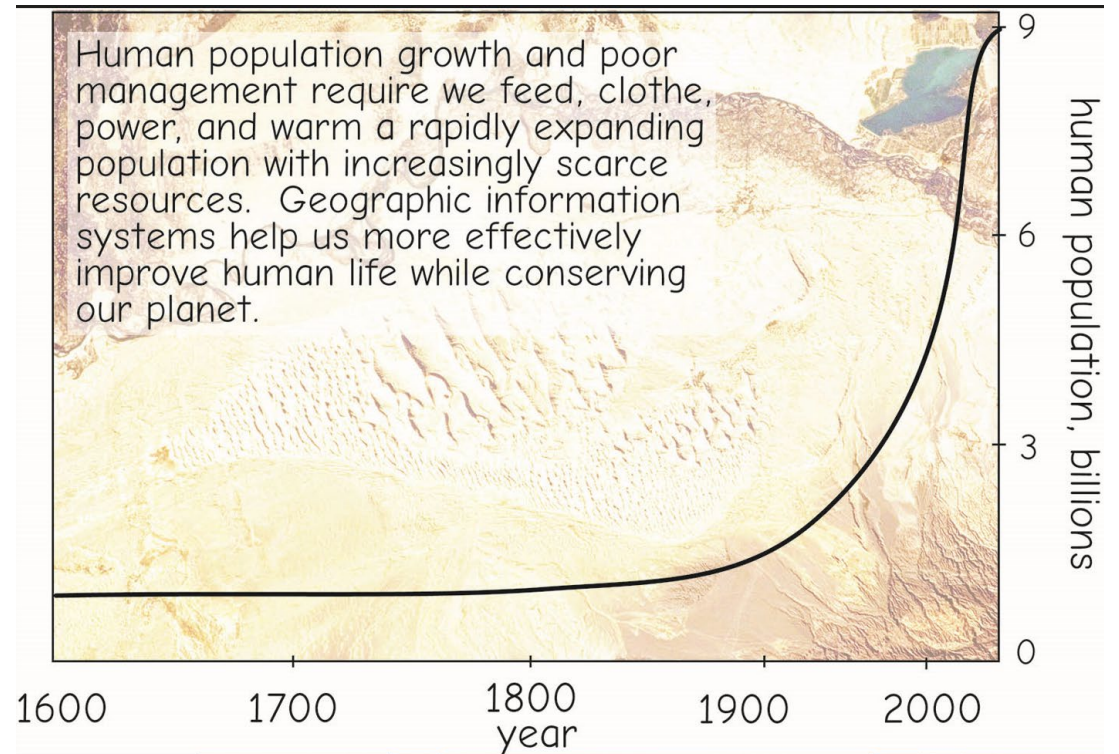 Human population growth and poor
management require we feed, clothe,
power, and warm a rapidly expanding
population with increasingly scarce
resources.  Geographic information
systems help us more effectively
improve human life while conserving
our planet.
9
6
3
0
human population, billions
1600
1700
1800
1900
2000
year